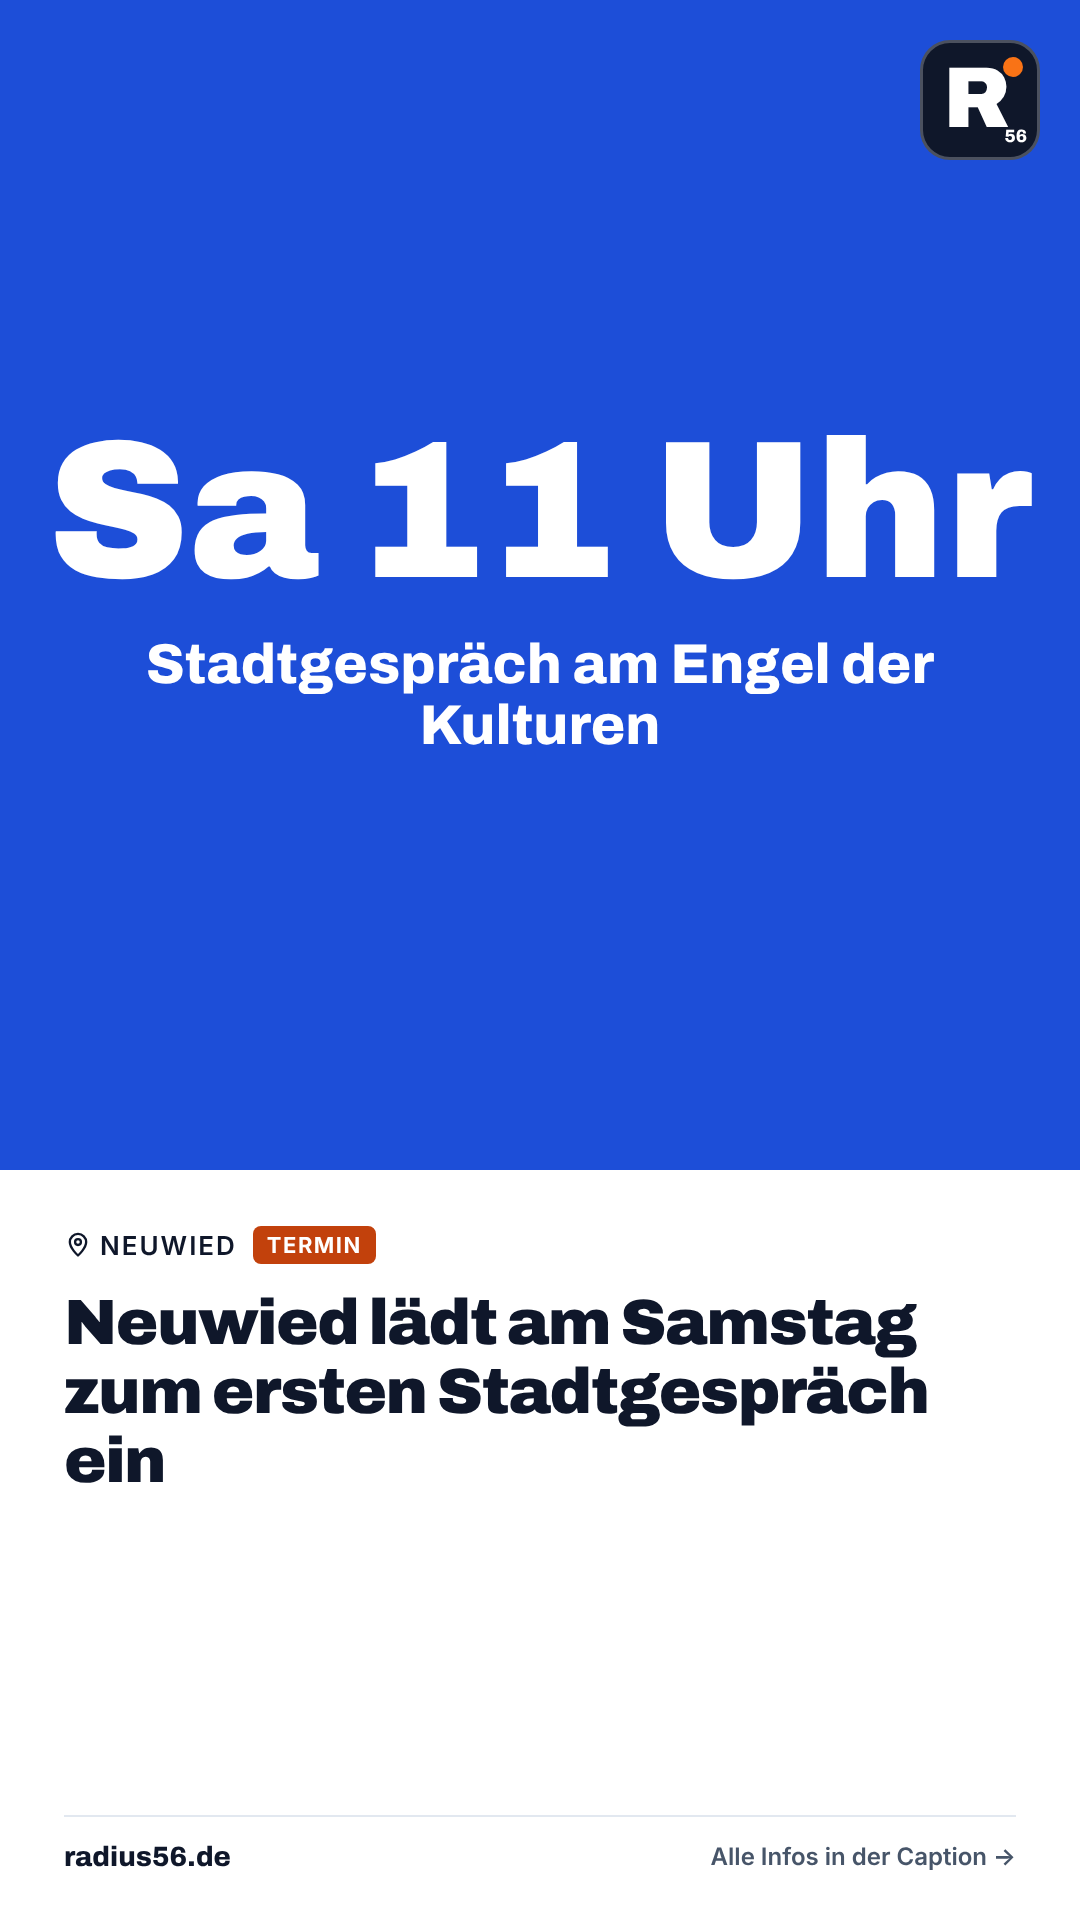 R
56
Sa 11 Uhr
Stadtgespräch am Engel der
Kulturen
NEUWIED TERMIN
Neuwied lädt am Samstag
zum ersten Stadtgespräch
ein
radius56.de Alle Infos in der Caption →